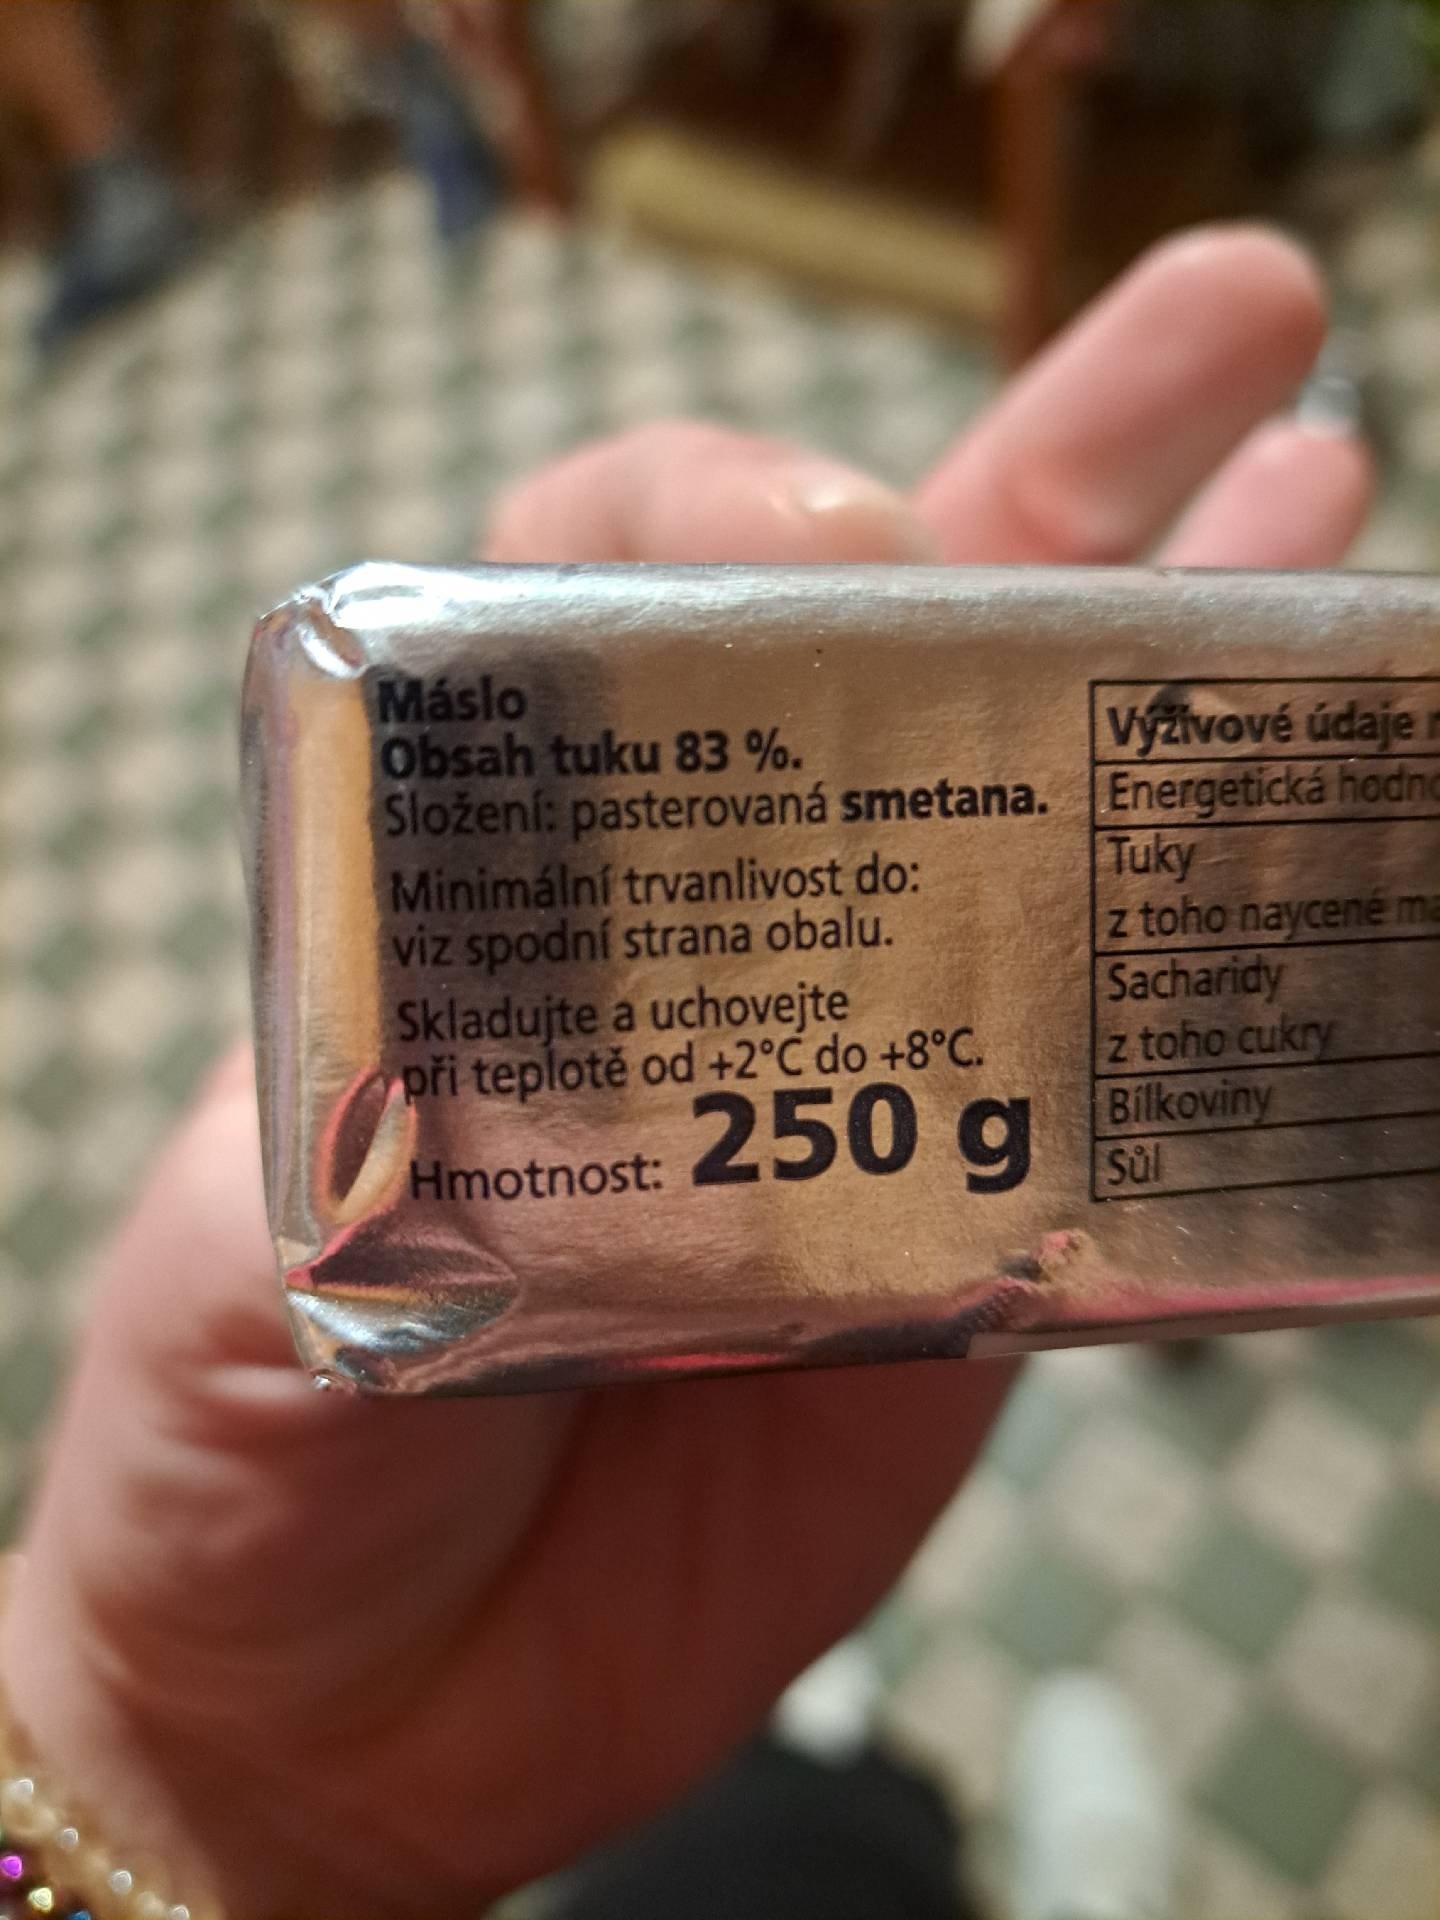 Máslo
Obsah tuku 83 %.
Složení: pasterovaná smetana.
Minimální trvanlivost do:
viz spodní strana obalu.
Skladujte a uchovejte
při teplotě od +2°C do +8°C.
Hmotnost: 250 g
Výživové údaje
Energetická
Tuky
z toho naycené
Sacharidy
z toho cukry
Bílkoviny
Sůl